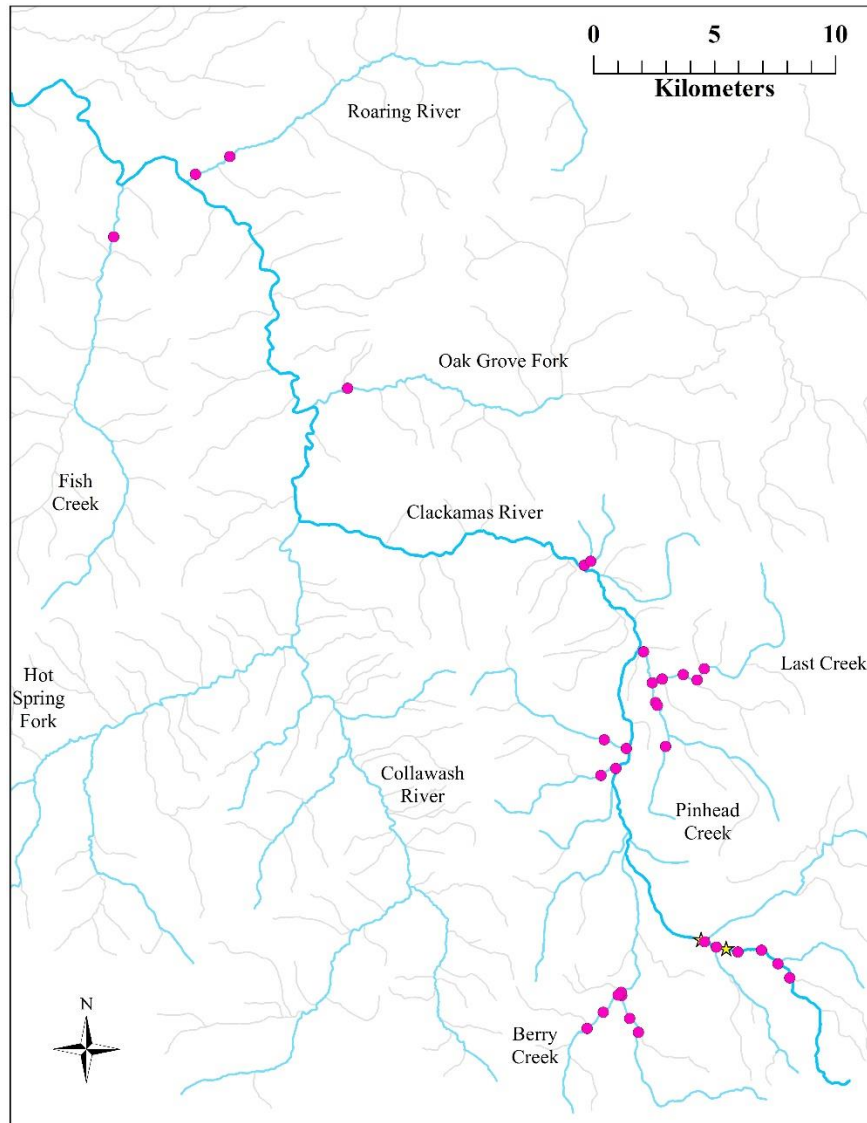 0 5 10
Kilometers
Roaring River
Oak Grove Fork
Fish
Creek
Clackamas River
Last Creek
Hot
Spring
Fork
Collawash
River
Pinhead
Creek
N
Berry
Creek